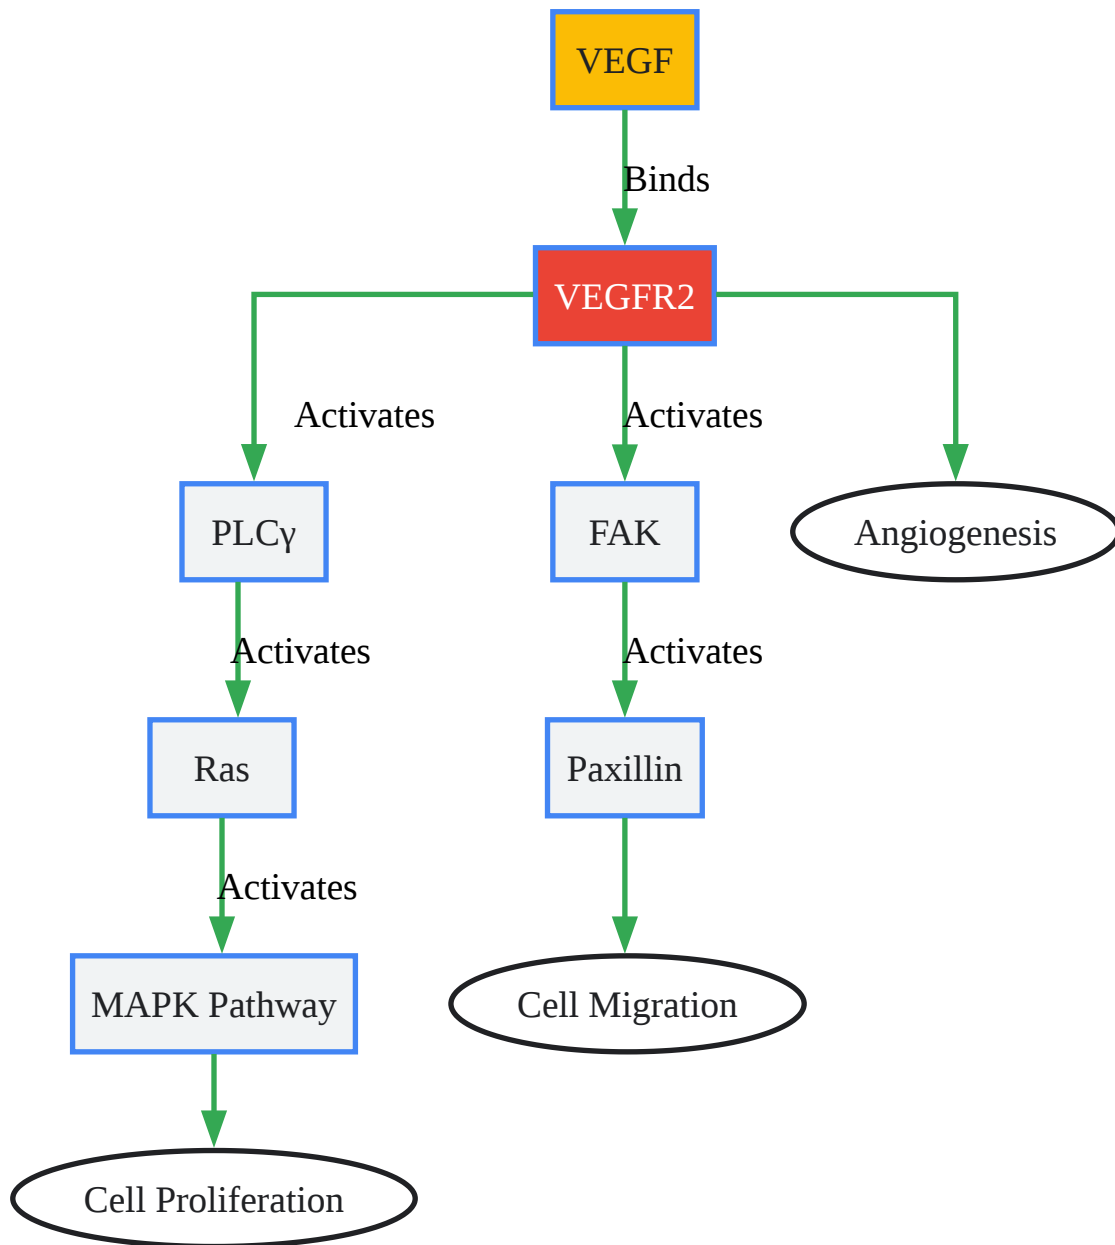 VEGF
Binds
VEGFR2
Activates
Activates
PLCγ
FAK
Angiogenesis
Activates
Activates
Ras
Paxillin
Activates
MAPK Pathway
Cell Migration
Cell Proliferation